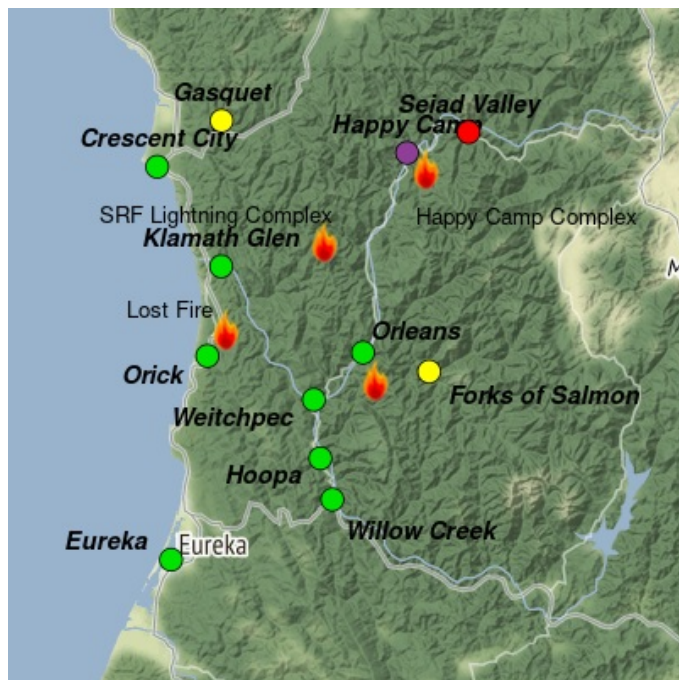 Gasquet
Seiad Valley
Happy Camp
Crescent City
SRF Lightning Complex
Happy Camp Complex
Klamath Glen
M
Lost Fire
Orleans
Orick
Forks of Salmon
Weitchpec
Hoopa
Willow Creek
Eureka
Eureka